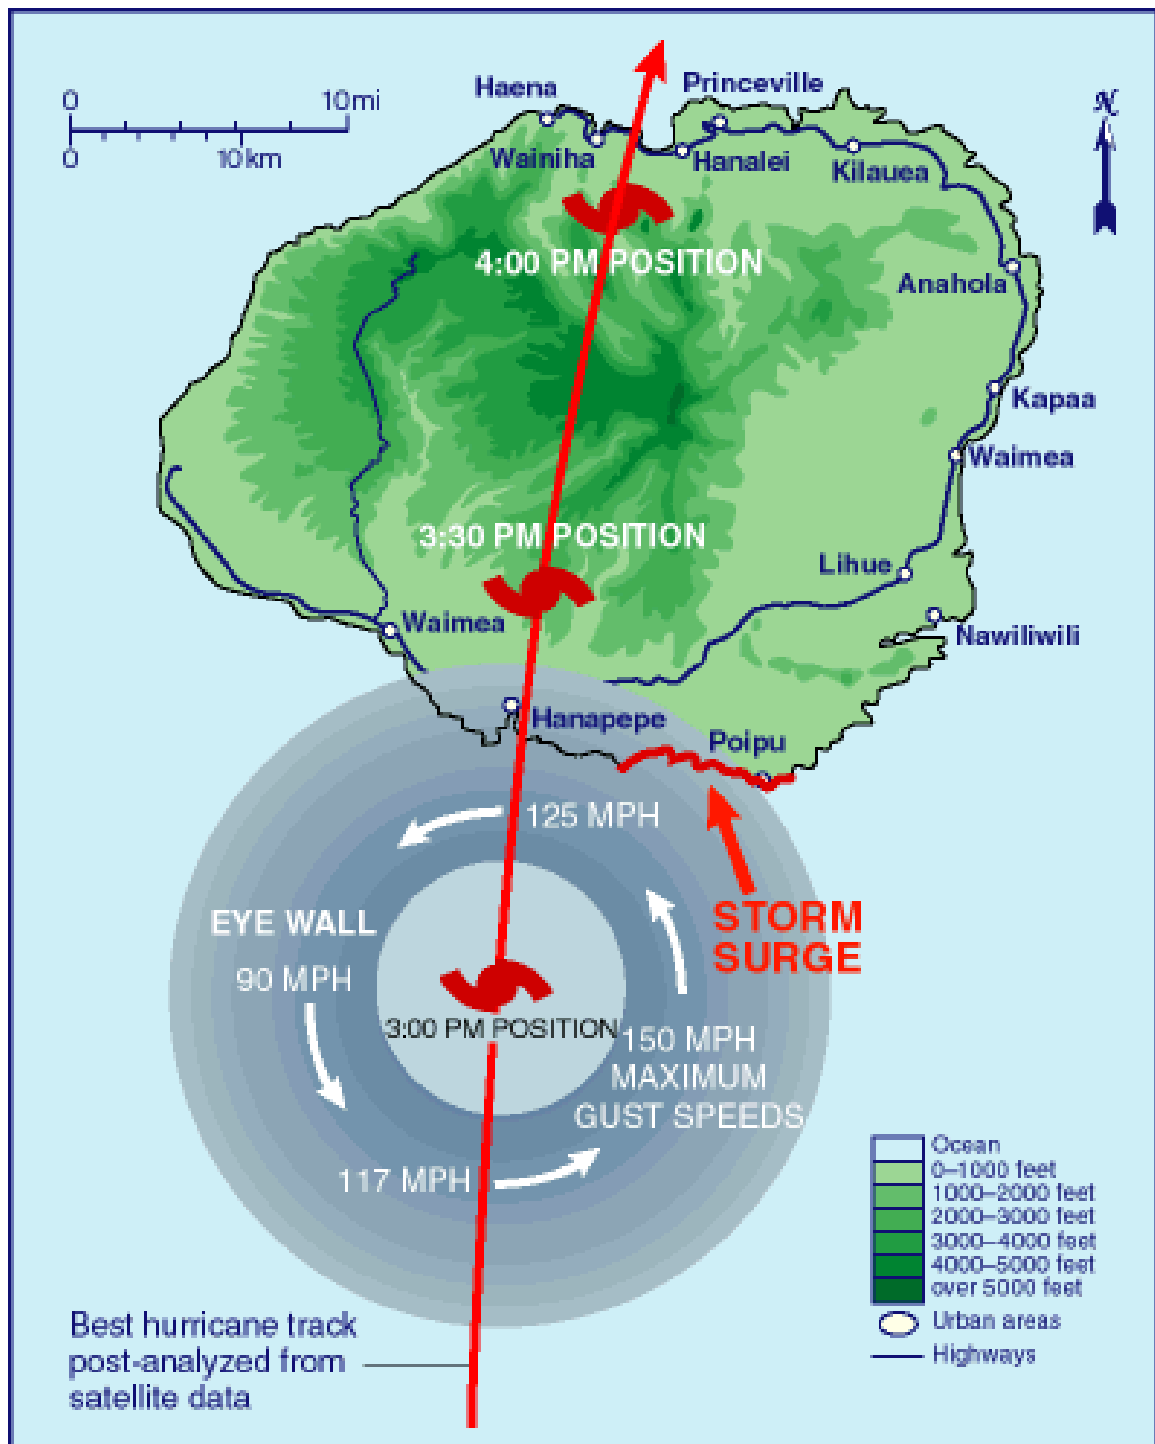 0 10mi
0 10km
N
Haena
Princeville
Wainiha
Hanalei
Kilauea
4:00 PM POSITION
Anahola
Kapaa
Waimea
3:30 PM POSITION
Lihue
Waimea
Nawiliwili
Hanapepe
Poipu
125 MPH
STORM
SURGE
EYE WALL
90 MPH
3:00 PM POSITION
150 MPH
MAXIMUM
GUST SPEEDS
117 MPH
Ocean
0–1000 feet
1000–2000 feet
2000–3000 feet
3000–4000 feet
4000–5000 feet
over 5000 feet
Urban areas
Highways
Best hurricane track
post-analyzed from
satellite data